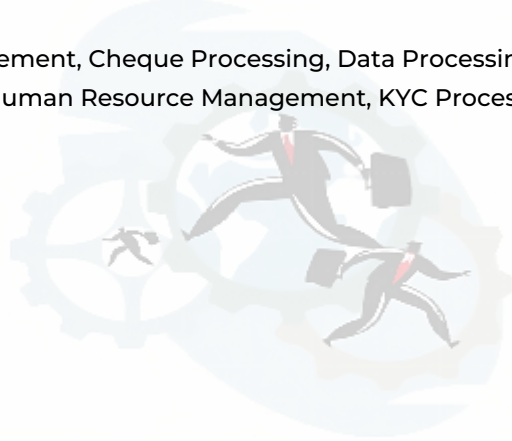 ement, Cheque Processing, Data Processin
uman Resource Management, KYC Proces